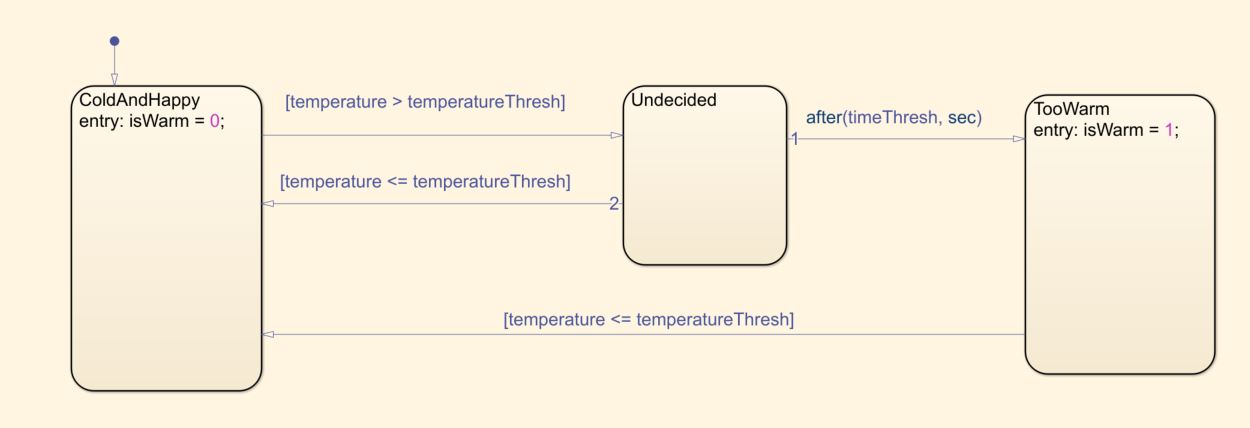 ColdAndHappy
entry: isWarm = 0;
[temperature > temperatureThresh]
[temperature <= temperatureThresh]
2
Undecided
1
after(timeThresh, sec)
TooWarm
entry: isWarm = 1;
[temperature <= temperatureThresh]